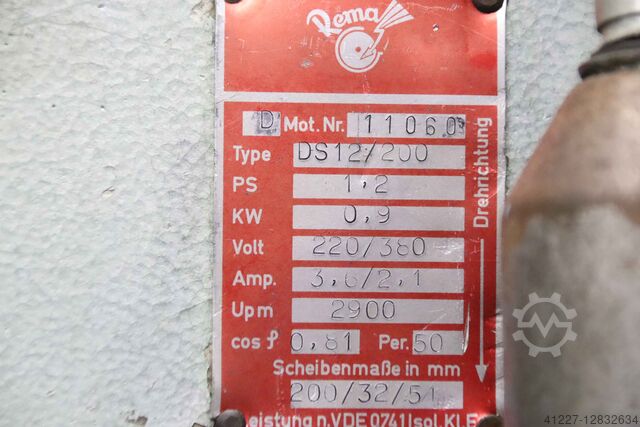 Rema
D Mot. Nr. 11060
Type DS12/200
PS 1,2
KW 0,9
Volt 220/380
Amp. 3,6/2,1
Upm 2900
cos ρ 0,81 Per. 50
Scheibenmaße in mm
200/32/51
Leistung n. VDE 0741 Isol. Kl. E
Drehrichtung
41227-12832634